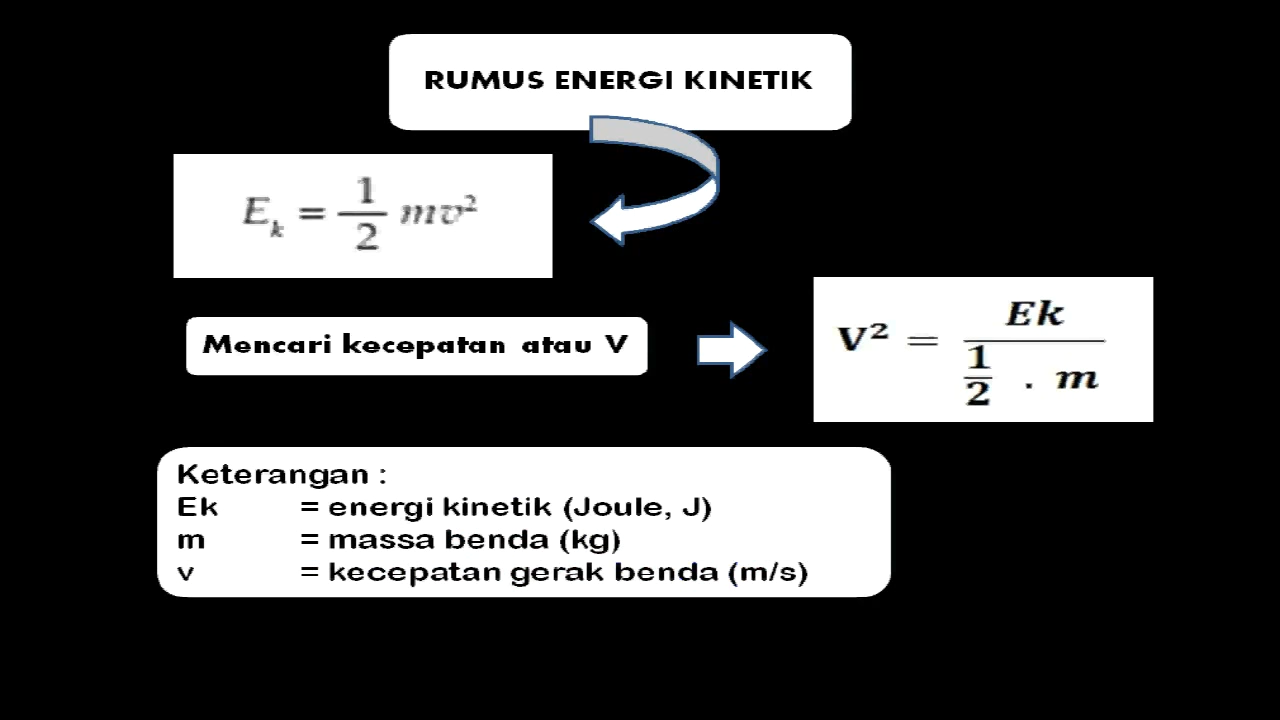 RUMUS ENERGI KINETIK
E_k = 1/2 mv²
Mencari kecepatan atau V
V² = Ek / (1/2 . m)
Keterangan :
Ek = energi kinetik (Joule, J)
m = massa benda (kg)
v = kecepatan gerak benda (m/s)